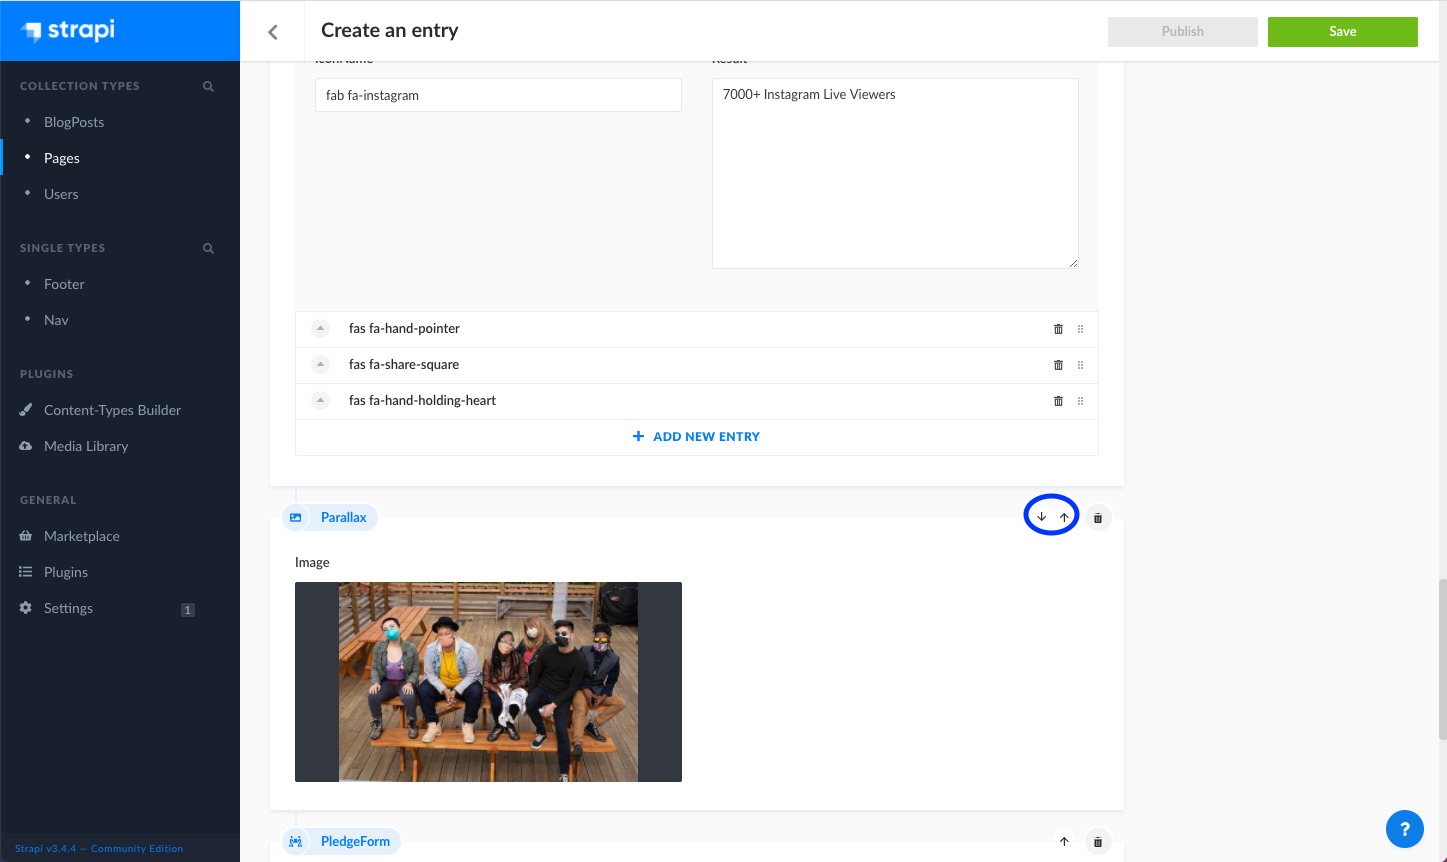 strapi
Create an entry
Publish
Save
COLLECTION TYPES
BlogPosts
Pages
Users
SINGLE TYPES
Footer
Nav
PLUGINS
Content-Types Builder
Media Library
GENERAL
Marketplace
Plugins
Settings
1
Strapi v3.4.4 — Community Edition
IconName
Result
fab fa-instagram
7000+ Instagram Live Viewers
fas fa-hand-pointer
fas fa-share-square
fas fa-hand-holding-heart
+ ADD NEW ENTRY
Parallax
Image
PledgeForm
?